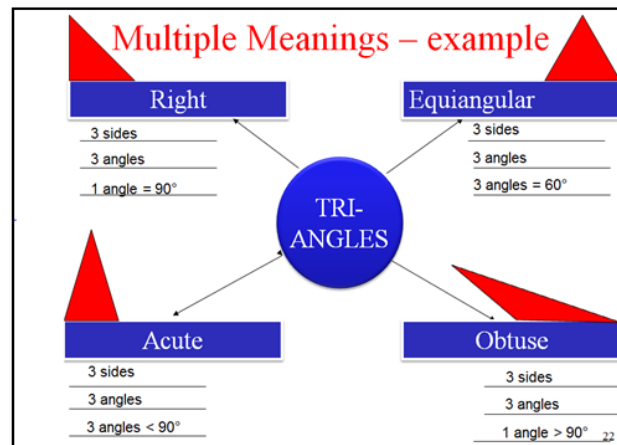 Multiple Meanings – example
Right
3 sides
3 angles
1 angle = 90°
Equiangular
3 sides
3 angles
3 angles = 60°
TRI-
ANGLES
Acute
3 sides
3 angles
3 angles < 90°
Obtuse
3 sides
3 angles
1 angle > 90°
22